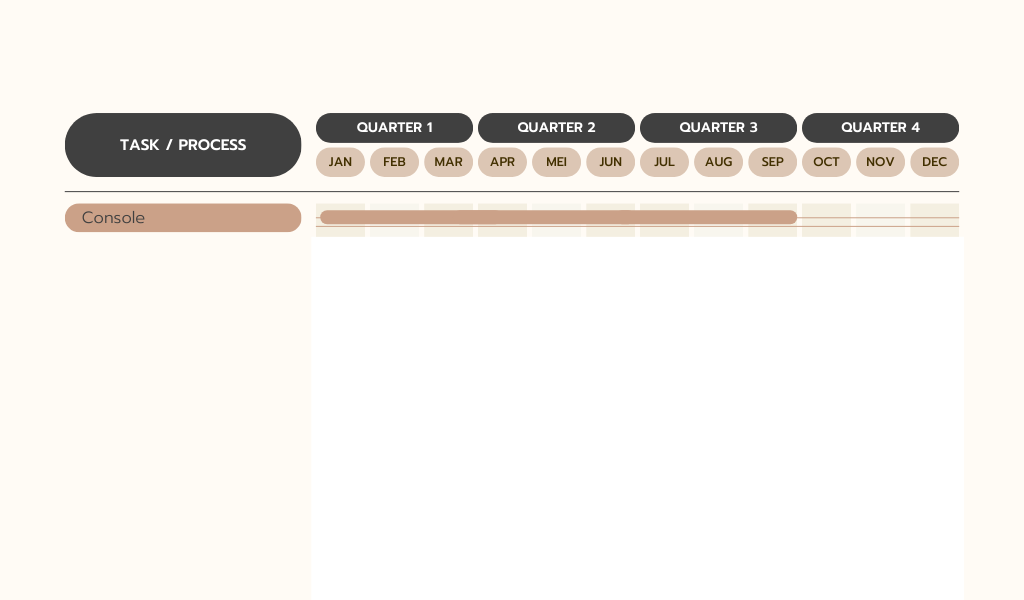 TASK / PROCESS
QUARTER 1 QUARTER 2 QUARTER 3 QUARTER 4
JAN FEB MAR APR MEI JUN JUL AUG SEP OCT NOV DEC
Console